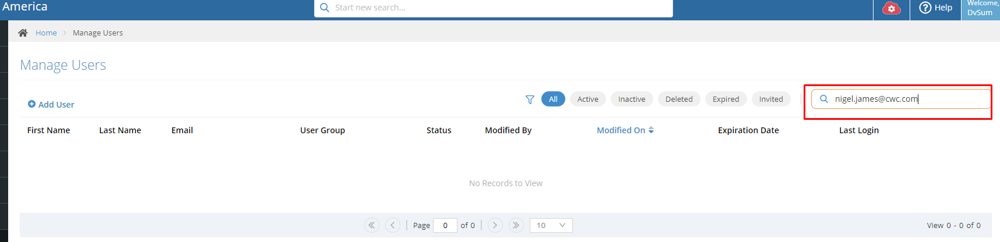 America
Start new search...
Help
Welcome,
DvSum
Home > Manage Users
Manage Users
Add User
All
Active
Inactive
Deleted
Expired
Invited
nigel.james@cwc.com
First Name
Last Name
Email
User Group
Status
Modified By
Modified On
Expiration Date
Last Login
No Records to View
Page 0 of 0
10
View 0 - 0 of 0